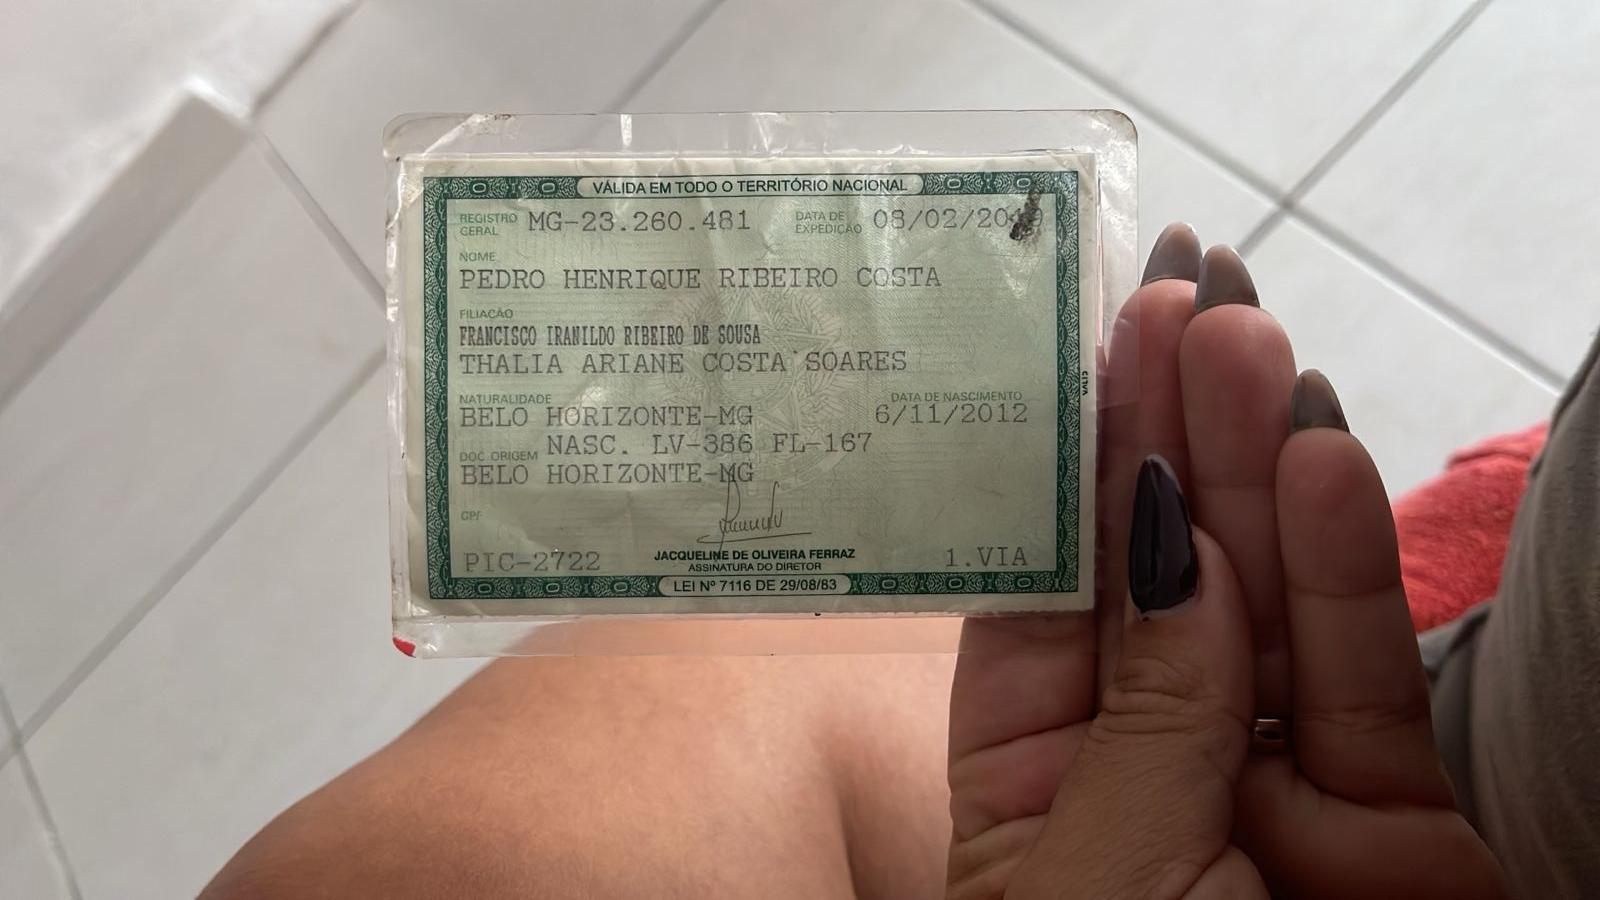 VÁLIDA EM TODO O TERRITÓRIO NACIONAL
REGISTRO GERAL MG-23.260.481 DATA DE EXPEDIÇÃO 08/02/20
NOME
PEDRO HENRIQUE RIBEIRO COSTA
FILIAÇÃO
FRANCISCO IRANILDO RIBEIRO DE SOUSA
THALIA ARIANE COSTA SOARES
NATURALIDADE DATA DE NASCIMENTO
BELO HORIZONTE-MG 6/11/2012
DOC ORIGEM NASC. LV-386 FL-167
BELO HORIZONTE-MG
CPF
PIC-2722 JACQUELINE DE OLIVEIRA FERRAZ 1.VIA
ASSINATURA DO DIRETOR
LEI Nº 7116 DE 29/08/83